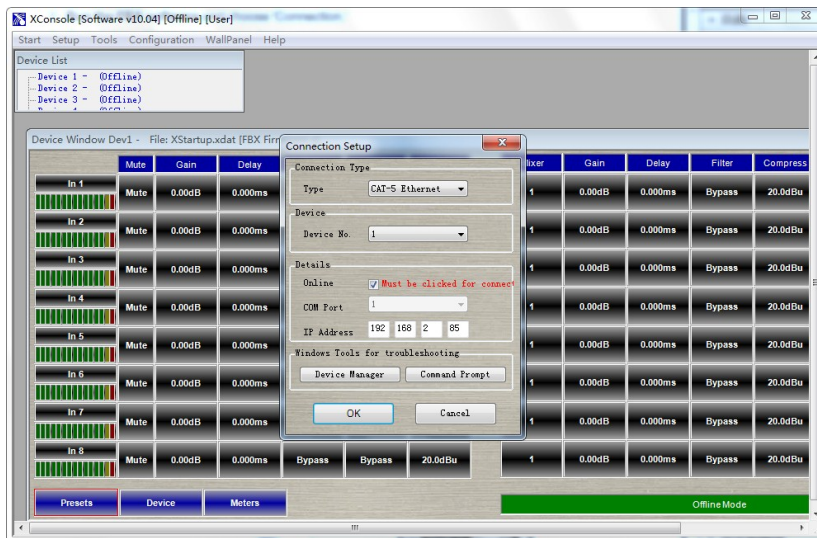 XConsole [Software v10.04] [Offline] [User]
Start Setup Tools Configuration WallPanel Help
Device List
Device 1 - (Offline)
Device 2 - (Offline)
Device 3 - (Offline)
Device Window Dev1 - File: XStartup.xdat [FBX Firm
Mute Gain Delay
Mixer Gain Delay Filter Compress
In 1
Mute 0.00dB 0.000ms
1 0.00dB 0.000ms Bypass 20.0dBu
In 2
Mute 0.00dB 0.000ms
1 0.00dB 0.000ms Bypass 20.0dBu
In 3
Mute 0.00dB 0.000ms
1 0.00dB 0.000ms Bypass 20.0dBu
In 4
Mute 0.00dB 0.000ms
1 0.00dB 0.000ms Bypass 20.0dBu
In 5
Mute 0.00dB 0.000ms
1 0.00dB 0.000ms Bypass 20.0dBu
In 6
Mute 0.00dB 0.000ms
1 0.00dB 0.000ms Bypass 20.0dBu
In 7
Mute 0.00dB 0.000ms
1 0.00dB 0.000ms Bypass 20.0dBu
In 8
Mute 0.00dB 0.000ms Bypass Bypass 20.0dBu
1 0.00dB 0.000ms Bypass 20.0dBu
Presets Device Meters
Offline Mode
Connection Setup
Connection Type
Type CAT-5 Ethernet
Device
Device No. 1
Details
Online Must be clicked for connect
COM Port 1
IP Address 192 168 2 85
Windows Tools for troubleshooting
Device Manager Command Prompt
OK Cancel